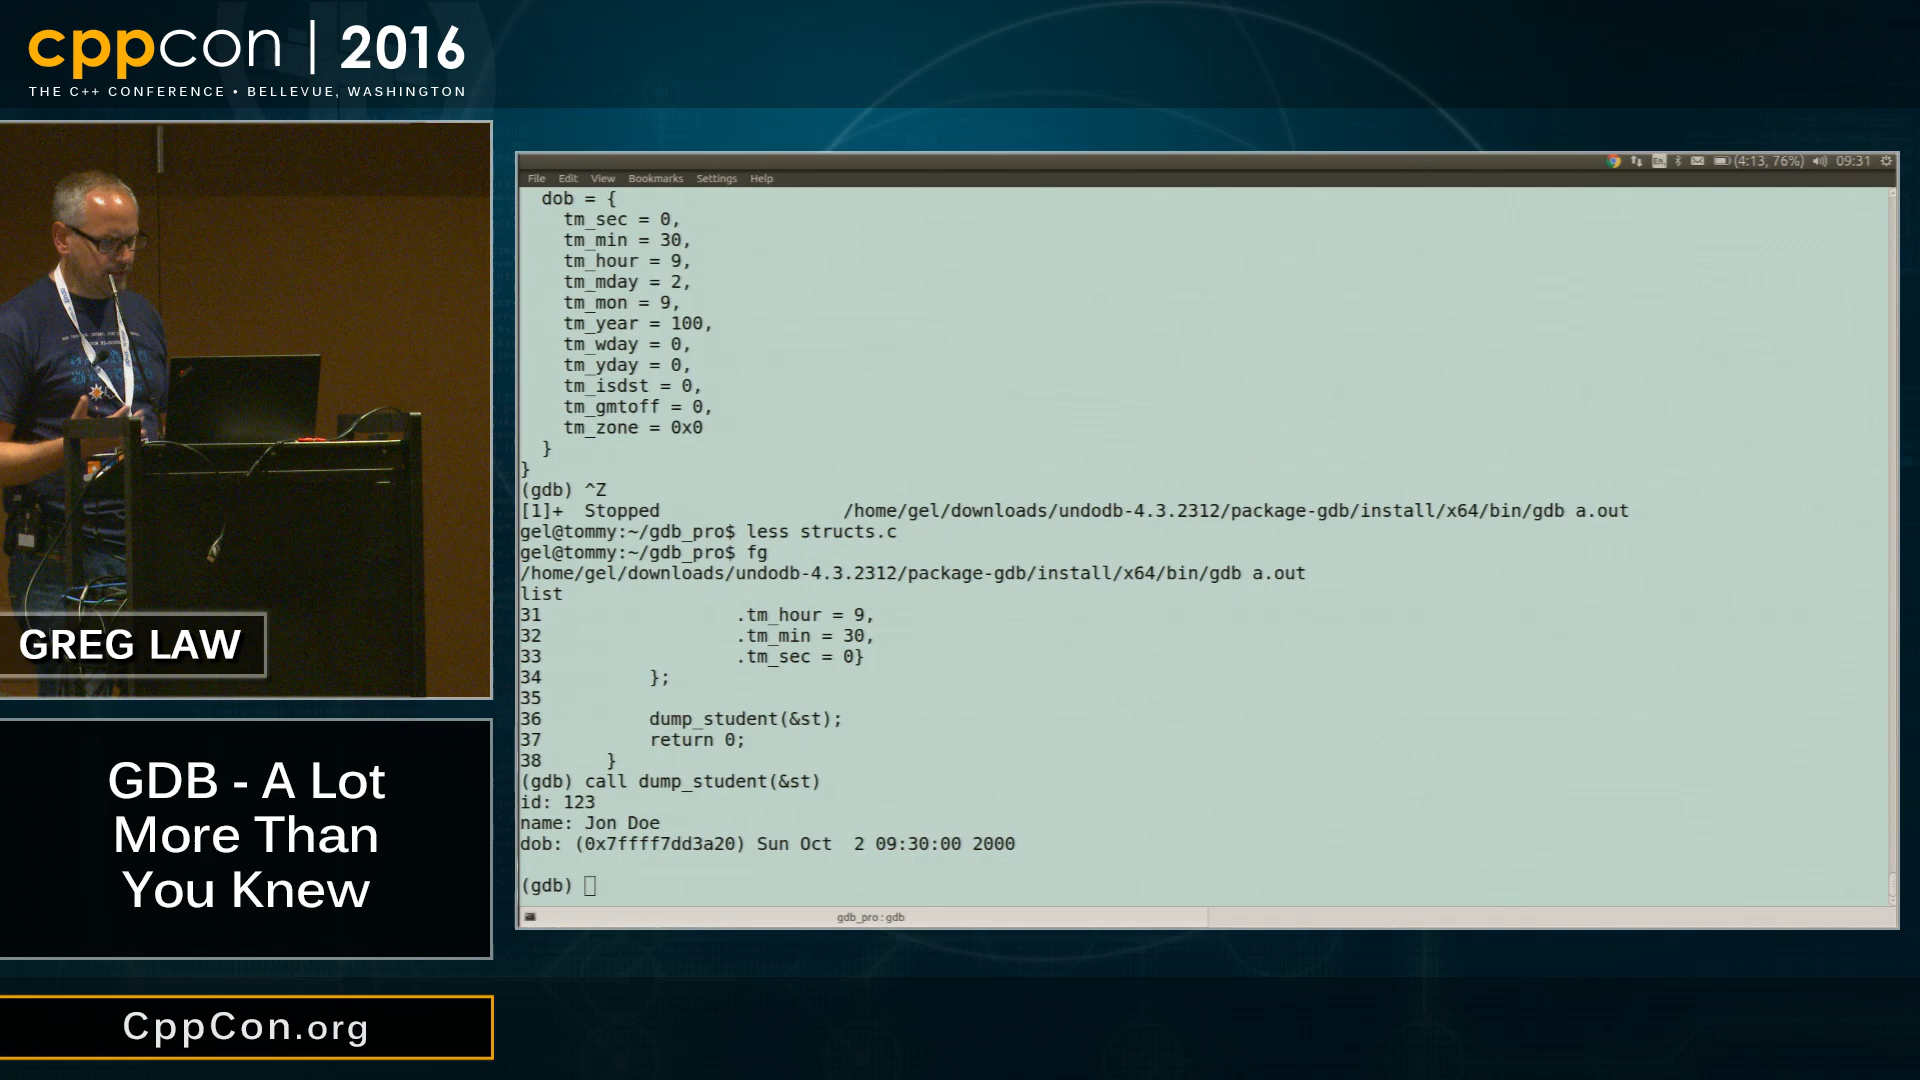 cppcon | 2016
THE C++ CONFERENCE • BELLEVUE, WASHINGTON
GREG LAW
GDB - A Lot
More Than
You Knew
CppCon.org
(4:13, 76%) 09:31
File Edit View Bookmarks Settings Help
dob = {
tm_sec = 0,
tm_min = 30,
tm_hour = 9,
tm_mday = 2,
tm_mon = 9,
tm_year = 100,
tm_wday = 0,
tm_yday = 0,
tm_isdst = 0,
tm_gmtoff = 0,
tm_zone = 0x0
}
}
(gdb) ^Z
[1]+ Stopped /home/gel/downloads/undodb-4.3.2312/package-gdb/install/x64/bin/gdb a.out
gel@tommy:~/gdb_pro$ less structs.c
gel@tommy:~/gdb_pro$ fg
/home/gel/downloads/undodb-4.3.2312/package-gdb/install/x64/bin/gdb a.out
list
31 .tm_hour = 9,
32 .tm_min = 30,
33 .tm_sec = 0}
34 };
35
36 dump_student(&st);
37 return 0;
38 }
(gdb) call dump_student(&st)
id: 123
name: Jon Doe
dob: (0x7ffff7dd3a20) Sun Oct  2 09:30:00 2000
(gdb)
gdb_pro : gdb